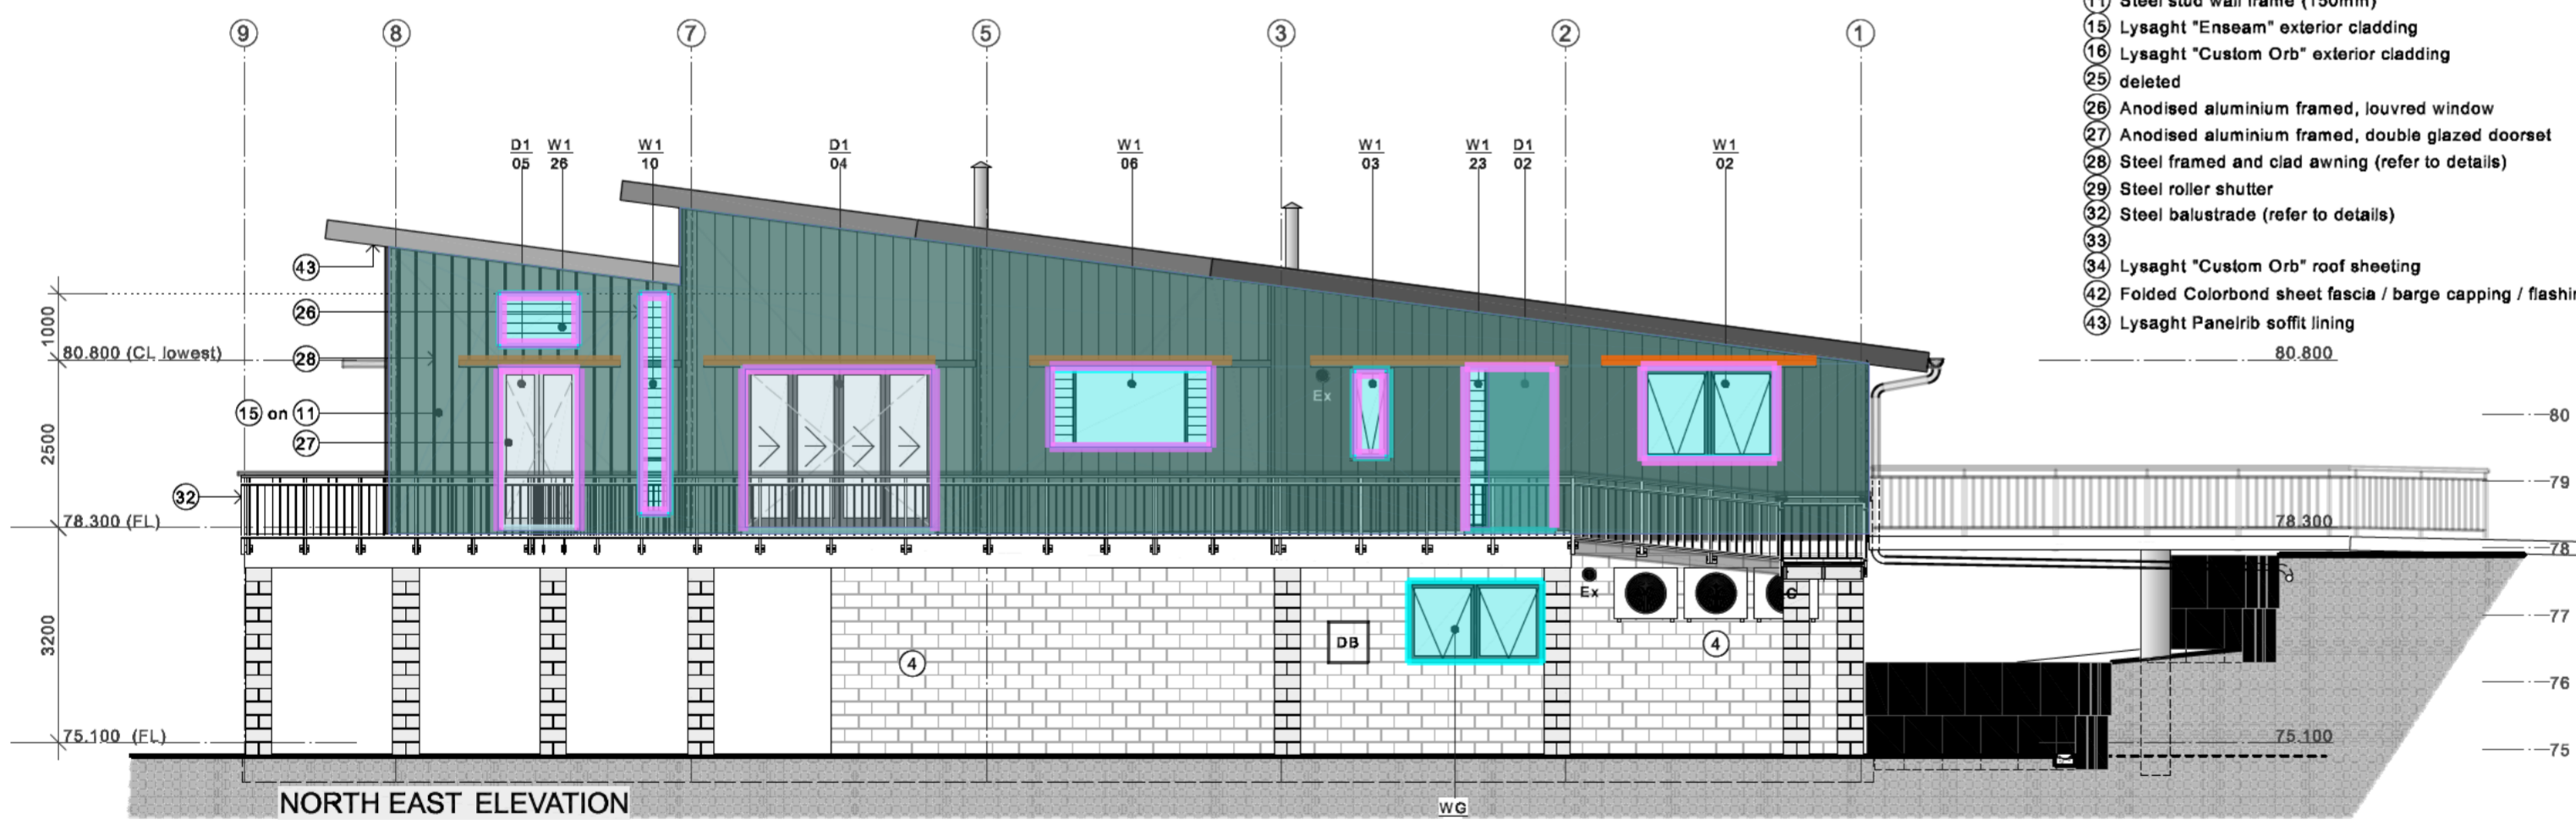 11 Steel stud wall frame (150mm)
15 Lysaght "Enseam" exterior cladding
16 Lysaght "Custom Orb" exterior cladding
25 deleted
26 Anodised aluminium framed, louvred window
27 Anodised aluminium framed, double glazed doorset
28 Steel framed and clad awning (refer to details)
29 Steel roller shutter
32 Steel balustrade (refer to details)
33
34 Lysaght "Custom Orb" roof sheeting
42 Folded Colorbond sheet fascia / barge capping / flashi
43 Lysaght Panelrib soffit lining
9 8 7 5 3 2 1
D1 W1 W1 D1 W1 W1 W1 D1 W1
05 26 10 04 06 03 23 02 02
43
26
1000
80.800 (CL lowest)
28
80.800
Ex
15 on 11
80
27
2500
32
79
78.300 (FL)
78.300
78
Ex
G
77
3200
DB
4
4
76
75.100 (FL)
75.100
75
NORTH EAST ELEVATION
WG